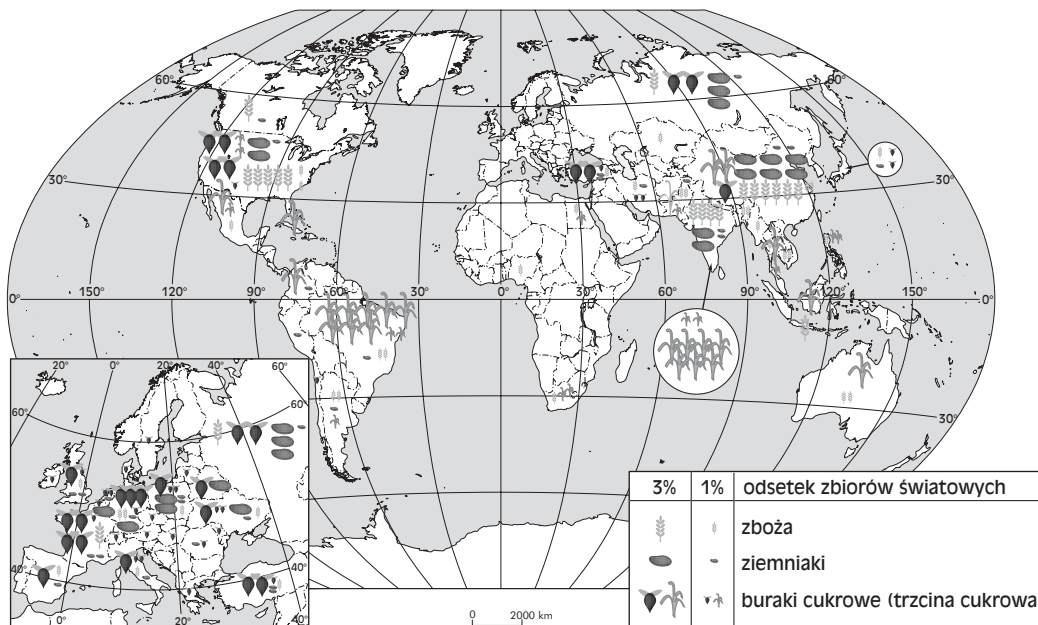 60° 60°
30° 30°
0° 150° 120° 90° 60° 30° 0° 30° 60° 90° 120° 150° 0°
30° 30°
20° 0° 20° 40° 60°
60° 60°
40° 40°
0° 20° 40°
0 2000 km
3% 1% odsetek zbiorów światowych
zboża
ziemniaki
buraki cukrowe (trzcina cukrowa